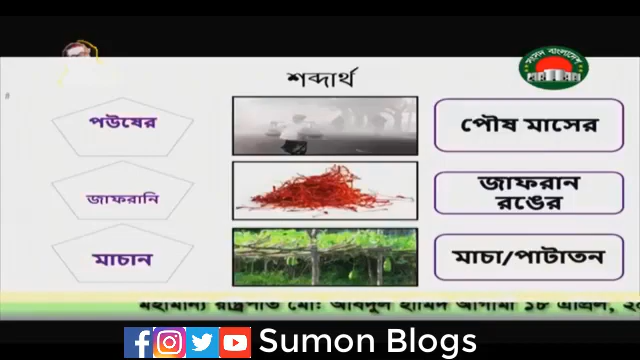 শব্দার্থ
পউষের
পৌষ মাসের
জাফরানি
জাফরান
রঙের
মাচান
মাচা/পাটাতন
মহামান্য রাষ্ট্রপতি মোঃ আবদুল হামিদ আগামী ১৮ এপ্রিল,
Sumon Blogs